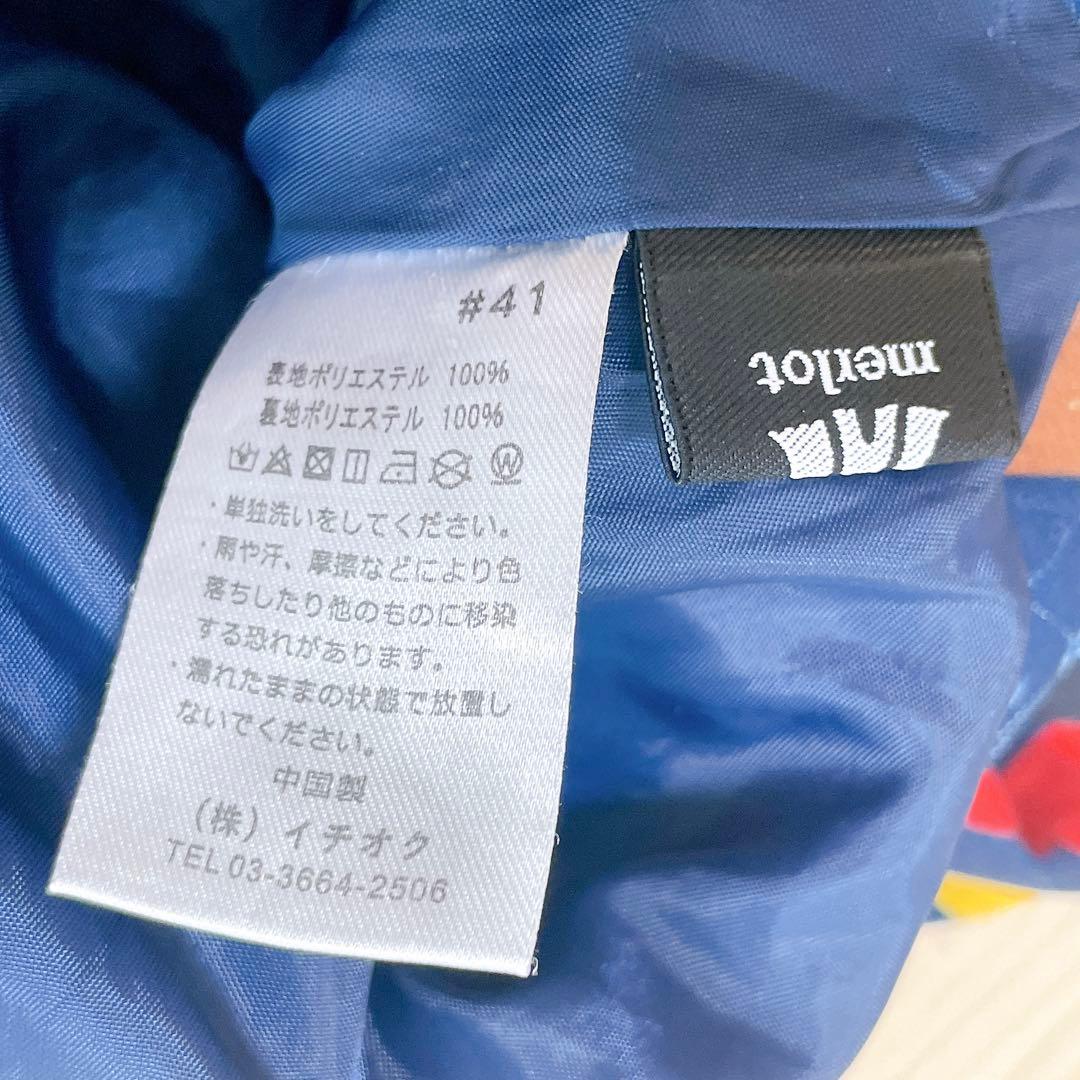 #41
表地ポリエステル 100%
裏地ポリエステル 100%
W
・単独洗いをしてください。
・雨や汗、摩擦などにより色
落ちしたり他のものに移染
する恐れがあります。
・濡れたままの状態で放置し
ないでください。
中国製
(株) イチオク
TEL 03-3664-2506
merlot